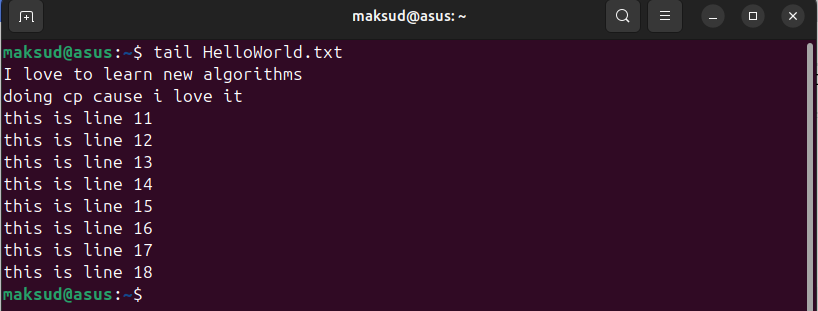 maksud@asus: ~
maksud@asus:~$ tail HelloWorld.txt
I love to learn new algorithms
doing cp cause i love it
this is line 11
this is line 12
this is line 13
this is line 14
this is line 15
this is line 16
this is line 17
this is line 18
maksud@asus:~$